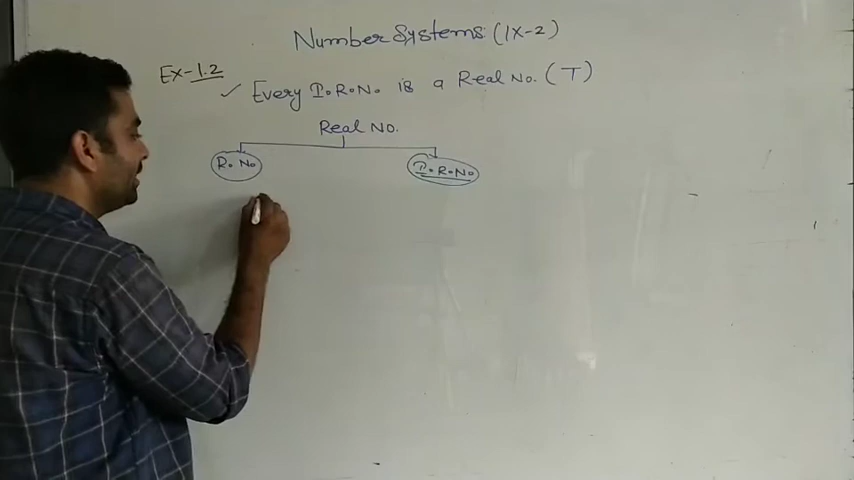 Number Systems (IX-2)
Ex-1.2
✓ Every I.R.No. is a Real No. (T)
Real NO.
R. No
I.R.No